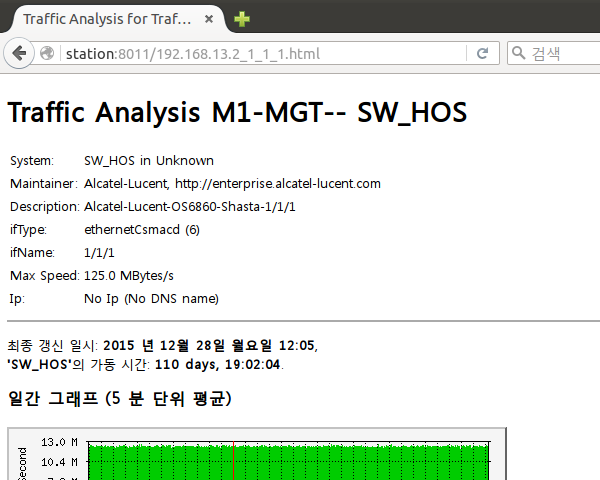 Traffic Analysis for Traf...
station:8011/192.168.13.2_1_1_1.html
검색
Traffic Analysis M1-MGT-- SW_HOS
System: SW_HOS in Unknown
Maintainer: Alcatel-Lucent, http://enterprise.alcatel-lucent.com
Description: Alcatel-Lucent-OS6860-Shasta-1/1/1
ifType: ethernetCsmacd (6)
ifName: 1/1/1
Max Speed: 125.0 MBytes/s
Ip: No Ip (No DNS name)
최종 갱신 일시: 2015 년 12월 28일 월요일 12:05,
'SW_HOS'의 가동 시간: 110 days, 19:02:04.
일간 그래프 (5 분 단위 평균)
13.0 M
10.4 M